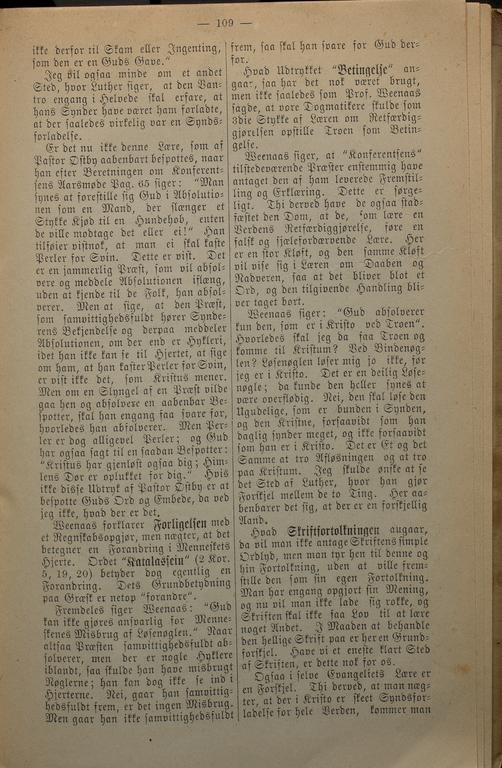 — 109 —
ikke derfor til Skam eller Ingenting,
som den er en Guds Gave."
Jeg vil ogsaa minde om et andet
Sted, hvor Luther siger, at den Van-
tro engang i Helvede skal erfare, at
hans Synder have været ham forladte,
at der saaledes virkelig var en Synds-
forladelse.
Er det nu ikke denne Lære, som af
Pastor Ostby aabenbart bespottes, naar
han efter Beretningen om Konferent-
sens Aarsmøde Pag. 65 siger: "Man
synes at forestille sig Gud i Absolutio-
nen som en Mand, der slænger et
Stykke Kjød til en Hundehob, enten
de ville modtage det eller ei!" Han
tilføier vistnok, at man ei skal kaste
Perler for Svin. Dette er vist. Det
er en jammerlig Præst, som vil absol-
vere og meddele Absolutionen iflæng,
uden at kjende til de Folk, han absol-
verer. Men at sige, at den Præst,
som samvittighedsfuldt hører Synde-
rens Bekjendelse og derpaa meddeler
Absolutionen, om der end er Hykleri,
idet han ikke kan se til Hjertet, at sige
om ham, at han kaster Perler for Svin,
er vist ikke det, som Kristus mener.
Men om en Slyngel af en Præst vilde
gaa hen og absolvere en aabenbar Be-
spotter, skal han engang faa svare for,
hvorledes han absolverer. Men Per-
ler er dog alligevel Perler; og Gud
har ogsaa sagt til en saadan Bespotter:
"Kristus har gjenløst ogsaa dig; Him-
lens Dør er oplukket for dig." Hvis
ikke disse Udtryk af Pastor Ostby er at
bespotte Guds Ord og Embede, da ved
jeg ikke, hvad der er det.
Weenaas forklarer Forligelsen med
et Regnskabsopgjør, men nægter, at det
betegner en Forandring i Menneskets
Hjerte. Ordet "Katalassein" (2 Kor.
5, 19, 20) betyder dog egentlig en
Forandring. Dets Grundbetydning
paa Græsk er netop "forandre".
Fremdeles siger Weenaas: "Gud
kan ikke gjøres ansvarlig for Menne-
skenes Misbrug af Løsenøglen." Naar
altsaa Præsten samvittighedsfuldt ab-
solverer, men der er nogle Hyklere
iblandt, saa skulde han have misbrugt
Nøglerne; han kan dog ikke se ind i
Hjerterne. Nei, gaar han samvittig-
hedsfuldt frem, er det ingen Misbrug.
Men gaar han ikke samvittighedsfuldt
frem, saa skal han svare for Gud der-
for.
Hvad Udtrykket "Betingelse" an-
gaar, saa har det nok været brugt,
men ikke saaledes som Prof. Weenaas
sagde, at vore Dogmatikere skulde som
3die Stykke af Læren om Retfærdig-
gjørelsen opstille Troen som Betin-
gelse.
Weenaas siger, at "Konferentsens"
tilstedeværende Præster enstemmig have
antaget den af ham leverede Fremstil-
ling og Erklæring. Dette er sørge-
ligt. Thi derved have de ogsaa stad-
fæstet den Dom, at de, som lære en
Verdens Retfærdiggjørelse, føre en
falsk og sjælefordærvende Lære. Her
er en stor Kløft, og den samme Kløft
vil vise sig i Læren om Daaben og
Nadveren, saa at det bliver blot et
Ord, og den tilgivende Handling bli-
ver taget bort.
Weenaas siger: "Gud absolverer
kun den, som er i Kristo ved Troen".
Hvorledes skal jeg da faa Troen og
komme til Kristum? Ved Bindenøg-
len? Løsenøglen løser mig jo ikke, før
jeg er i Kristo. Det er en deilig Løse-
nøgle; da kunde den heller synes at
være overflødig. Nei, den skal løse den
Ugudelige, som er bunden i Synden,
og den Kristne, forsaavidt som han
daglig synder meget, og ikke forsaavidt
som han er i Kristo. Det er Et og det
Samme at tro Afløsningen og at tro
paa Kristum. Jeg skulde ønske at se
det Sted af Luther, hvor han gjør
Forskjel mellem de to Ting. Her aa-
benbarer det sig, at der er en forskjellig
Aand.
Hvad Skriftfortolkningen angaar,
da vil man ikke antage Skriftens simple
Ordlyd, men man tyr hen til denne og
hin Fortolkning, uden at ville frem-
stille den som sin egen Fortolkning.
Man har engang opgjort sin Mening,
og nu vil man ikke lade sig rokke, og
Skriften skal ikke faa Lov til at lære
noget Andet. I Maaden at behandle
den hellige Skrift paa er her en Grund-
forskjel. Have vi et eneste klart Sted
af Skriften, er dette nok for os.
Ogsaa i selve Evangeliets Lære er
en Forskjel. Thi derved, at man næg-
ter, at der i Kristo er skeet Syndsfor-
ladelse for hele Verden, kommer man